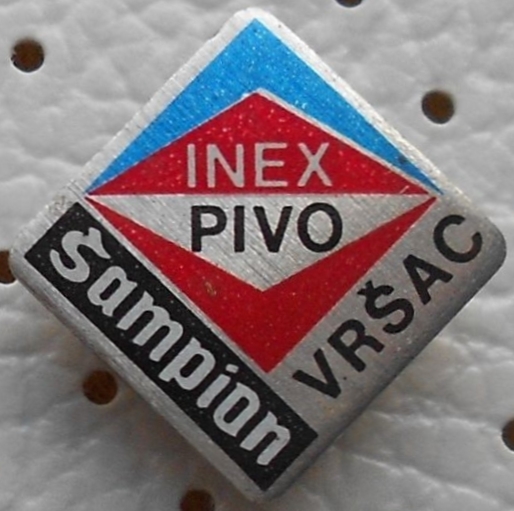 INEX
PIVO
Šampion
VRŠAC